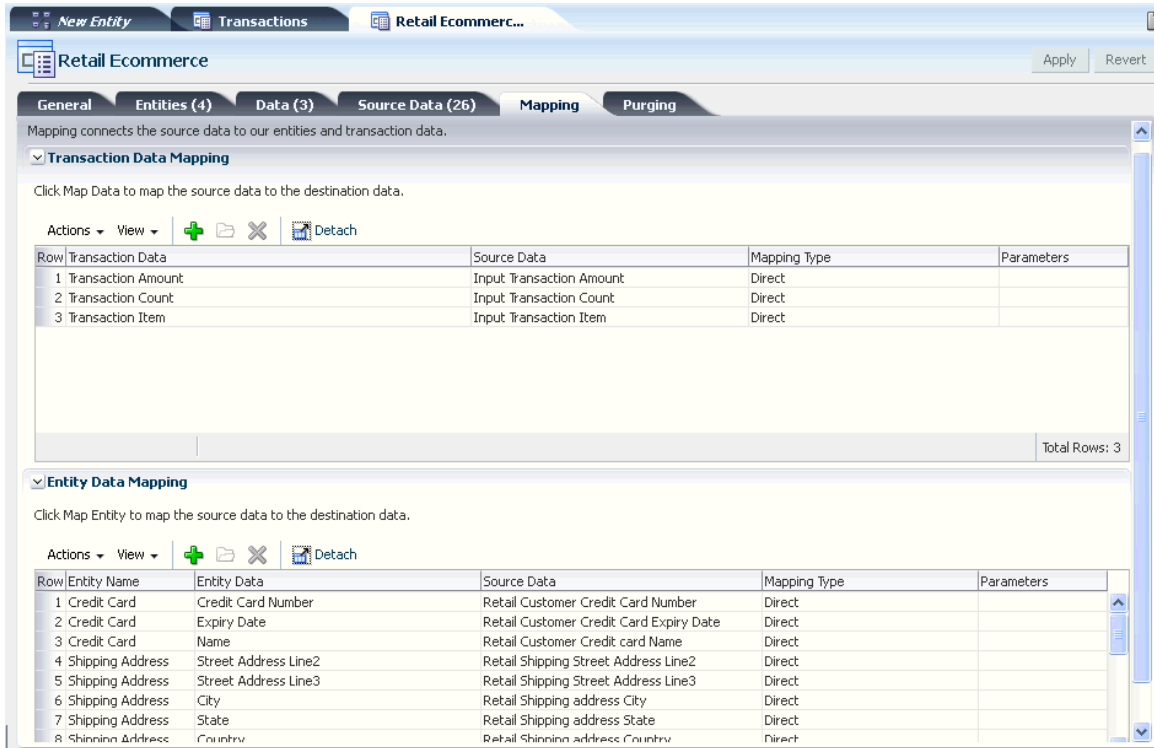 New Entity Transactions Retail Ecommerc...
Retail Ecommerce Apply Revert
General Entities (4) Data (3) Source Data (26) Mapping Purging
Mapping connects the source data to our entities and transaction data.
Transaction Data Mapping
Click Map Data to map the source data to the destination data.
Actions View Detach
Row Transaction Data Source Data Mapping Type Parameters
1 Transaction Amount Input Transaction Amount Direct
2 Transaction Count Input Transaction Count Direct
3 Transaction Item Input Transaction Item Direct
Total Rows: 3
Entity Data Mapping
Click Map Entity to map the source data to the destination data.
Actions View Detach
Row Entity Name Entity Data Source Data Mapping Type Parameters
1 Credit Card Credit Card Number Retail Customer Credit Card Number Direct
2 Credit Card Expiry Date Retail Customer Credit Card Expiry Date Direct
3 Credit Card Name Retail Customer Credit card Name Direct
4 Shipping Address Street Address Line2 Retail Shipping Street Address Line2 Direct
5 Shipping Address Street Address Line3 Retail Shipping Street Address Line3 Direct
6 Shipping Address City Retail Shipping address City Direct
7 Shipping Address State Retail Shipping address State Direct
8 Shipping Address Country Retail Shipping address Country Direct